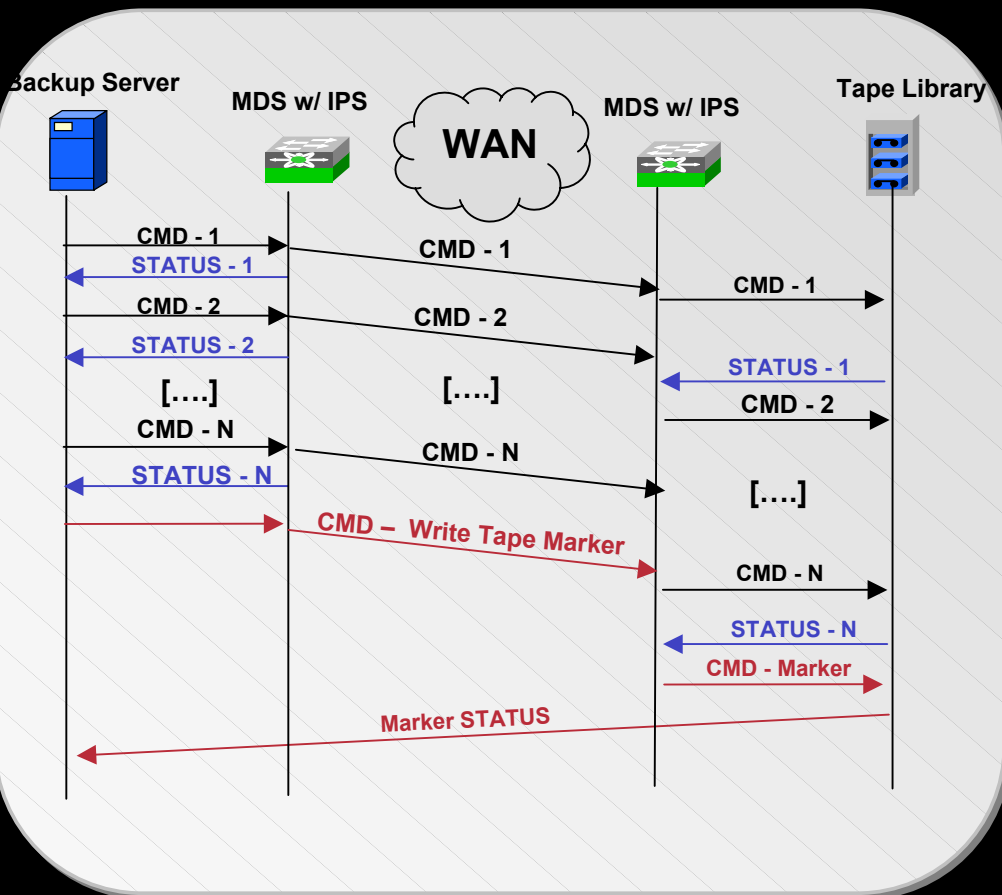 Backup Server
MDS w/ IPS
WAN
MDS w/ IPS
Tape Library
CMD - 1
CMD - 1
STATUS - 1
CMD - 1
CMD - 2
CMD - 2
STATUS - 2
STATUS - 1
[....]
[....]
CMD - 2
CMD - N
CMD - N
STATUS - N
[....]
CMD – Write Tape Marker
CMD - N
STATUS - N
CMD - Marker
Marker STATUS